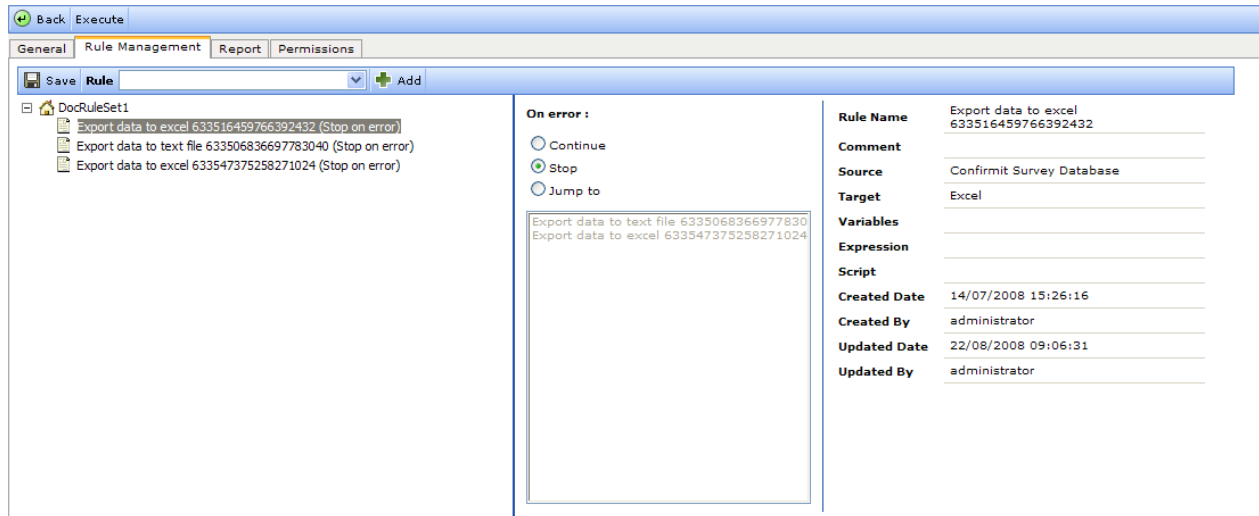 Back Execute
General Rule Management Report Permissions
Save Rule Add
DocRuleSet1
Export data to excel 633516459766392432 (Stop on error)
Export data to text file 633506836697783040 (Stop on error)
Export data to excel 633547375258271024 (Stop on error)
On error :
Continue
Stop
Jump to
Export data to text file 6335068366977830
Export data to excel 633547375258271024
Rule Name Export data to excel
633516459766392432
Comment
Source Confirmit Survey Database
Target Excel
Variables
Expression
Script
Created Date 14/07/2008 15:26:16
Created By administrator
Updated Date 22/08/2008 09:06:31
Updated By administrator